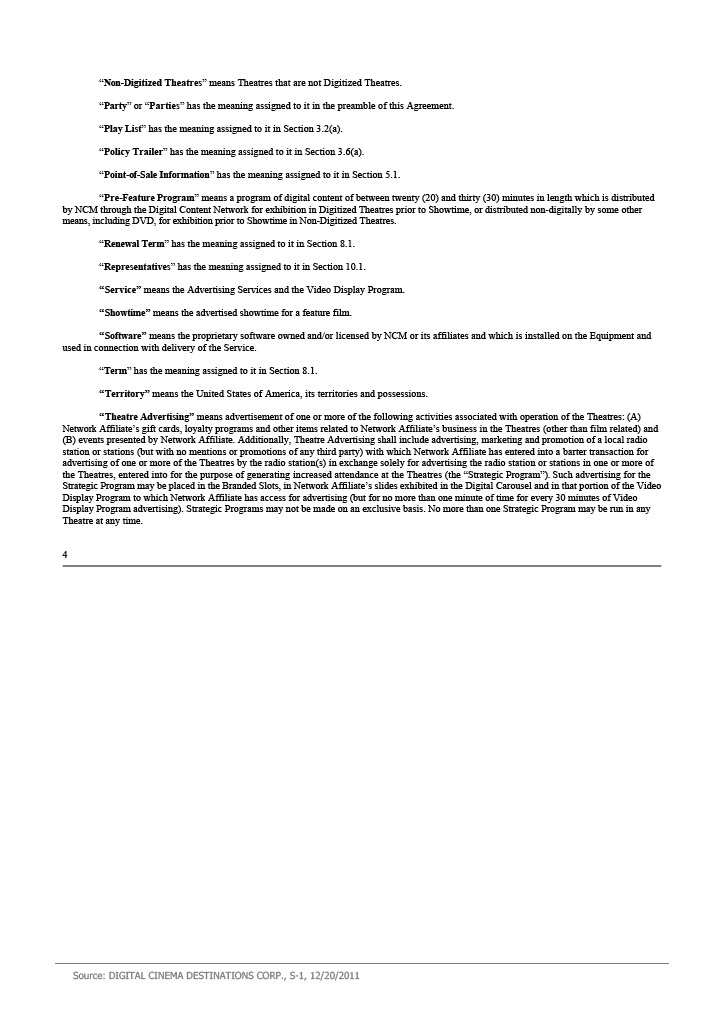 “Non-Digitized Theatres” means Theatres that are not Digitized Theatres.
“Party” or “Parties” has the meaning assigned to it in the preamble of this Agreement.
“Play List” has the meaning assigned to it in Section 3.2(a).
“Policy Trailer” has the meaning assigned to it in Section 3.6(a).
“Point-of-Sale Information” has the meaning assigned to it in Section 5.1.
“Pre-Feature Program” means a program of digital content of between twenty (20) and thirty (30) minutes in length which is distributed
by NCM through the Digital Content Network for exhibition in Digitized Theatres prior to Showtime, or distributed non-digitally by some other
means, including DVD, for exhibition prior to Showtime in Non-Digitized Theatres.
“Renewal Term” has the meaning assigned to it in Section 8.1.
“Representatives” has the meaning assigned to it in Section 10.1.
“Service” means the Advertising Services and the Video Display Program.
“Showtime” means the advertised showtime for a feature film.
“Software” means the proprietary software owned and/or licensed by NCM or its affiliates and which is installed on the Equipment and
used in connection with delivery of the Service.
“Term” has the meaning assigned to it in Section 8.1.
“Territory” means the United States of America, its territories and possessions.
“Theatre Advertising” means advertisement of one or more of the following activities associated with operation of the Theatres: (A)
Network Affiliate’s gift cards, loyalty programs and other items related to Network Affiliate’s business in the Theatres (other than film related) and
(B) events presented by Network Affiliate. Additionally, Theatre Advertising shall include advertising, marketing and promotion of a local radio
station or stations (but with no mentions or promotions of any third party) with which Network Affiliate has entered into a barter transaction for
advertising of one or more of the Theatres by the radio station(s) in exchange solely for advertising the radio station or stations in one or more of
the Theatres, entered into for the purpose of generating increased attendance at the Theatres (the “Strategic Program”). Such advertising for the
Strategic Program may be placed in the Branded Slots, in Network Affiliate’s slides exhibited in the Digital Carousel and in that portion of the Video
Display Program to which Network Affiliate has access for advertising (but for no more than one minute of time for every 30 minutes of Video
Display Program advertising). Strategic Programs may not be made on an exclusive basis. No more than one Strategic Program may be run in any
Theatre at any time.
4
Source: DIGITAL CINEMA DESTINATIONS CORP., S-1, 12/20/2011